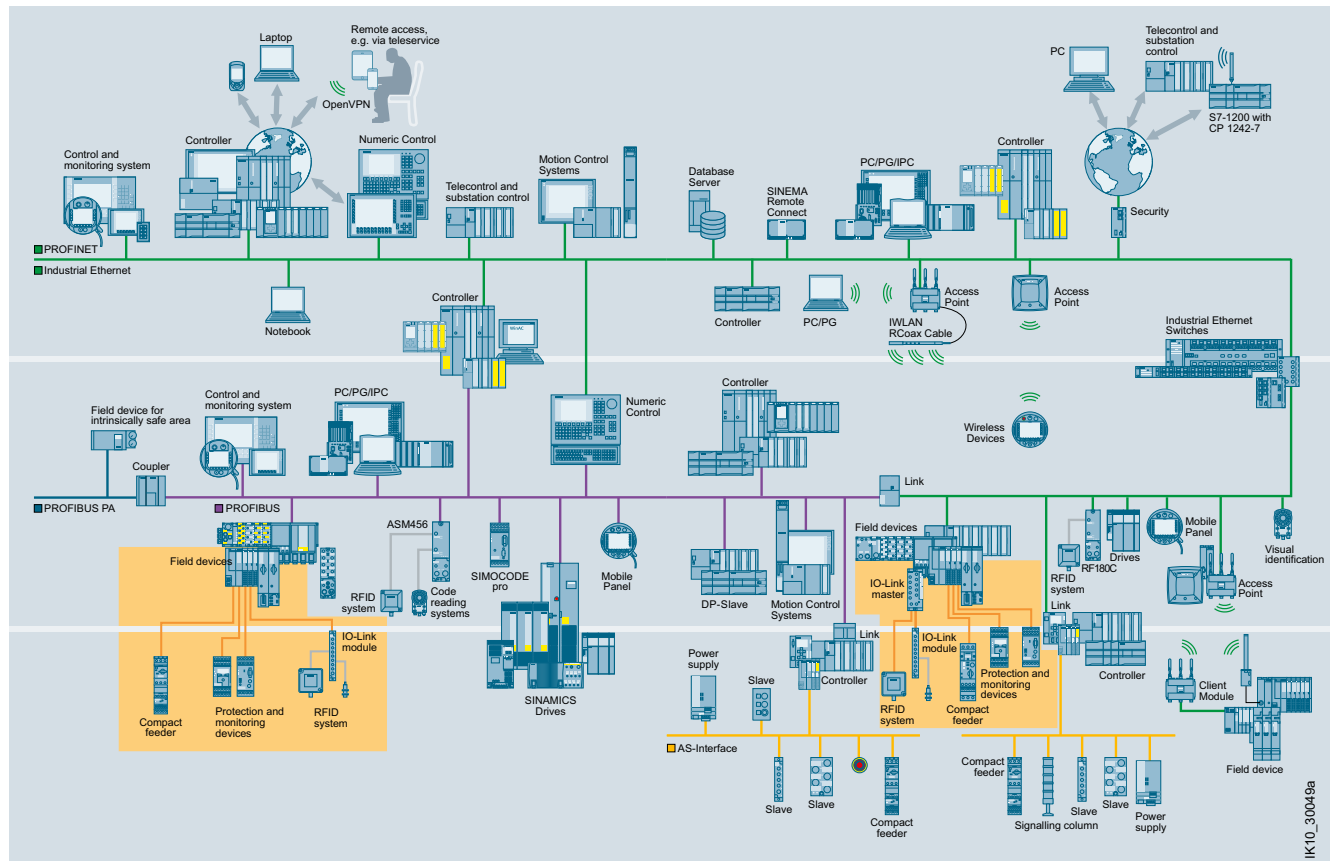 Laptop
Remote access,
e.g. via teleservice
OpenVPN
PC
Telecontrol and
substation
control
S7-1200 with
CP 1242-7
Control and
monitoring system
Controller
Numeric Control
Telecontrol and
substation control
Motion Control
Systems
Database
Server
SINEMA
Remote
Connect
PC/PG/IPC
Controller
Security
PROFINET
Industrial Ethernet
Notebook
Controller
WinAC
Controller
PC/PG
Access
Point
IWLAN
RCoax Cable
Access
Point
Industrial Ethernet
Switches
Field device for
intrinsically safe area
Control and
monitoring system
PC/PG/IPC
Numeric
Control
Controller
Wireless
Devices
Coupler
Link
PROFIBUS PA
PROFIBUS
Field devices
ASM456
RFID
system
Code
reading
systems
SIMOCODE
pro
Mobile
Panel
DP-Slave
Motion Control
Systems
Field devices
IO-Link
master
RFID
system
RF180C
Drives
Mobile
Panel
Access
Point
Visual
identification
IO-Link
module
Compact
feeder
Protection and
monitoring
devices
RFID
system
SINAMICS
Drives
Power
supply
Slave
Controller
Link
IO-Link
module
RFID
system
Compact
feeder
Protection and
monitoring
devices
Link
Controller
Client
Module
Field device
AS-Interface
Slave
Slave
Compact
feeder
Compact
feeder
Signalling column
Slave
Slave
Power
supply
IK10_30049a